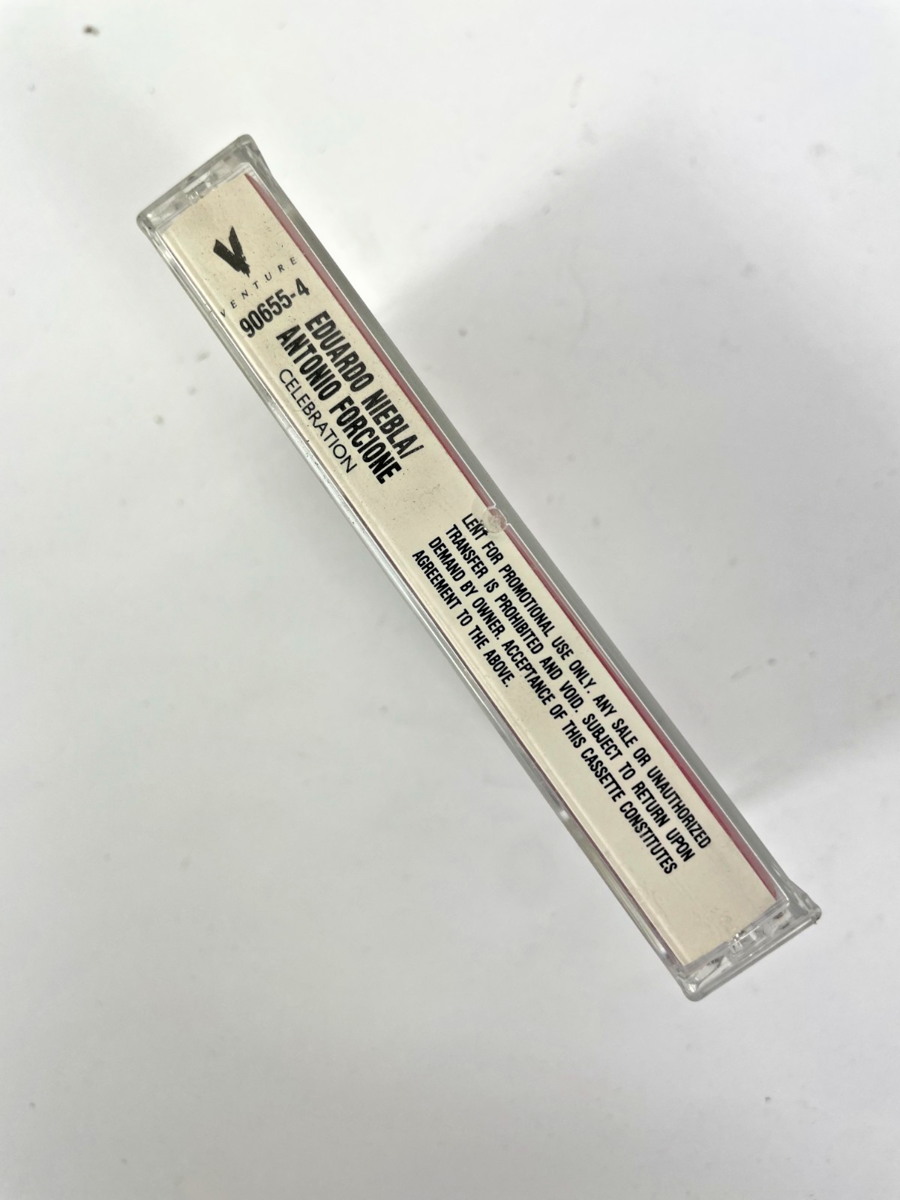 VENTURE
90655-4
EDUARDO NIEBLA/
ANTONIO FORCIONE
CELEBRATION
LENT FOR PROMOTIONAL USE ONLY. ANY SALE OR UNAUTHORIZED
TRANSFER IS PROHIBITED AND VOID. SUBJECT TO RETURN UPON
DEMAND BY OWNER. ACCEPTANCE OF THIS CASSETTE CONSTITUTES
AGREEMENT TO THE ABOVE.